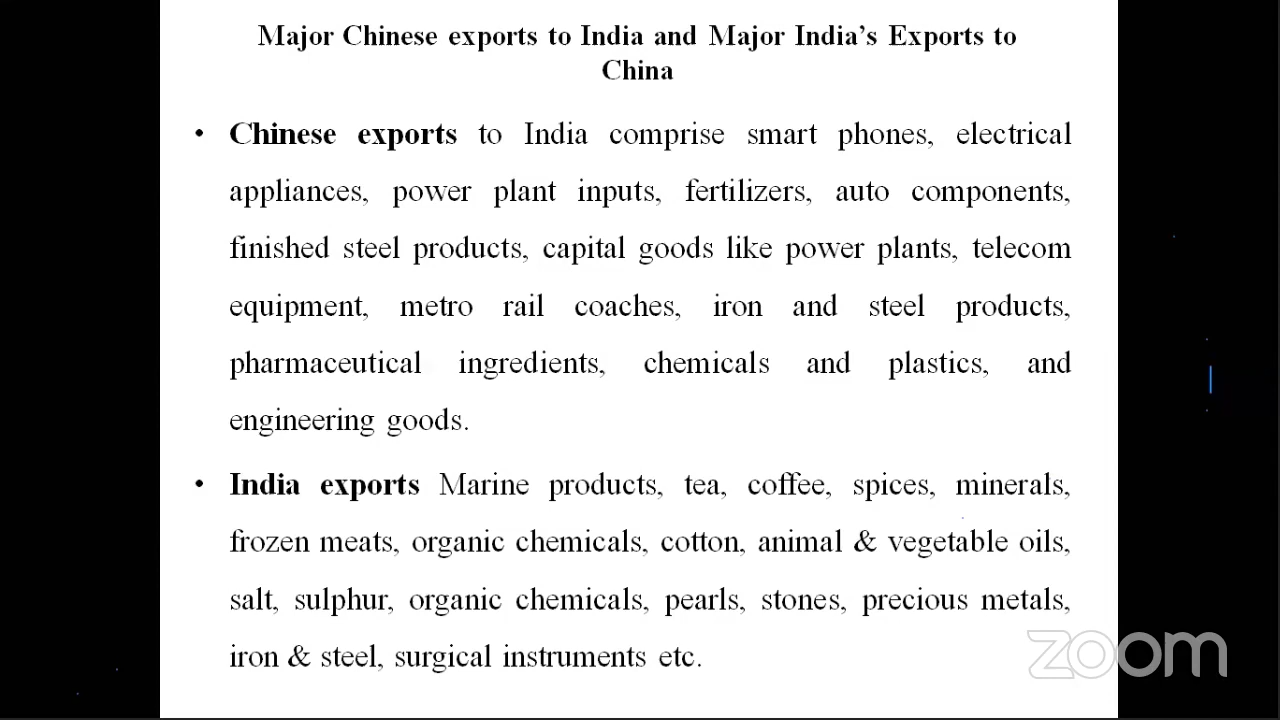 Major Chinese exports to India and Major India’s Exports to
China
• Chinese exports to India comprise smart phones, electrical
appliances, power plant inputs, fertilizers, auto components,
finished steel products, capital goods like power plants, telecom
equipment, metro rail coaches, iron and steel products,
pharmaceutical ingredients, chemicals and plastics, and
engineering goods.
• India exports Marine products, tea, coffee, spices, minerals,
frozen meats, organic chemicals, cotton, animal & vegetable oils,
salt, sulphur, organic chemicals, pearls, stones, precious metals,
iron & steel, surgical instruments etc.
zoom